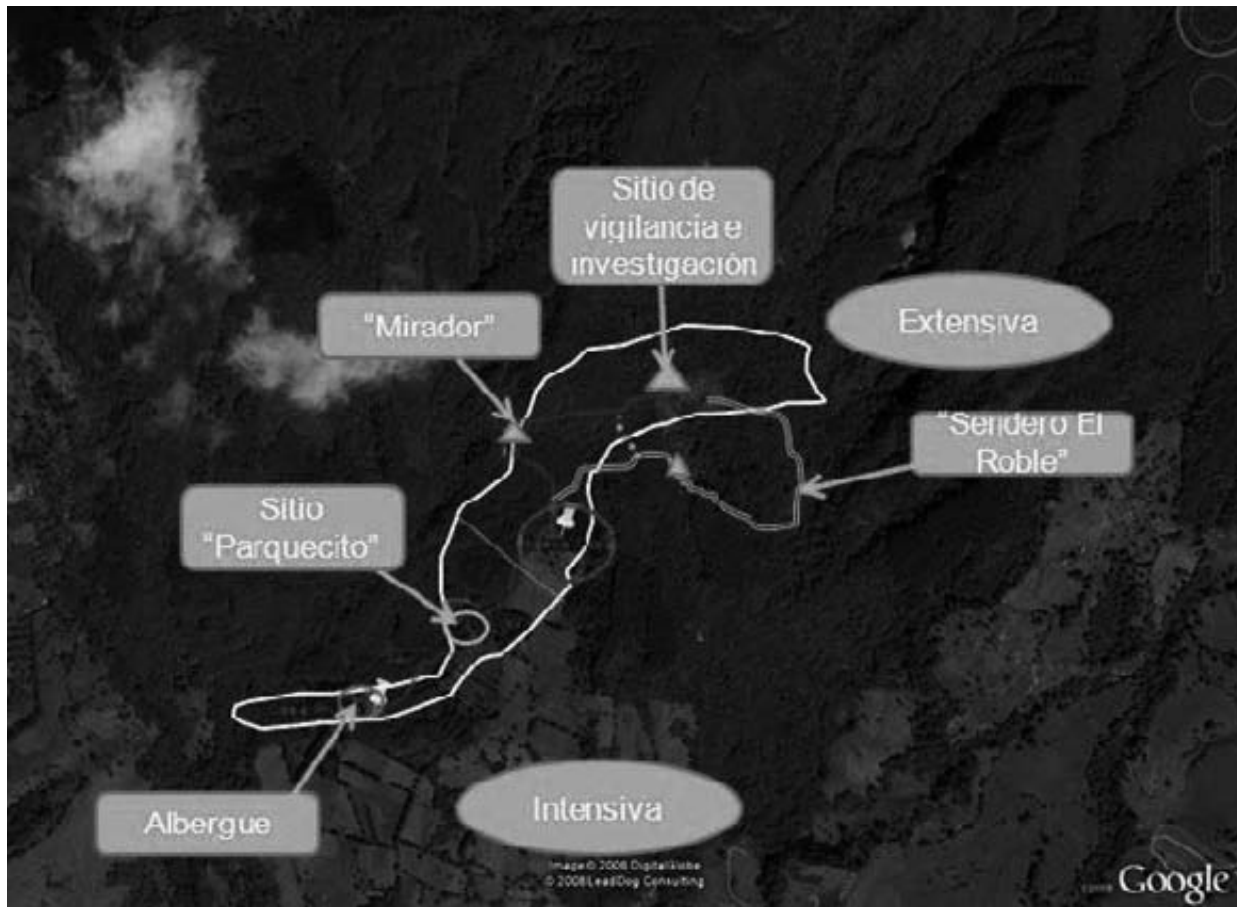 Sitio de
vigilancia e
investigación
"Mirador"
Extensiva
"Sendero El
Roble"
Sitio
"Parquecito"
Albergue
Intensiva
Image © 2008 DigitalGlobe
© 2008 LeadDog Consulting
Google